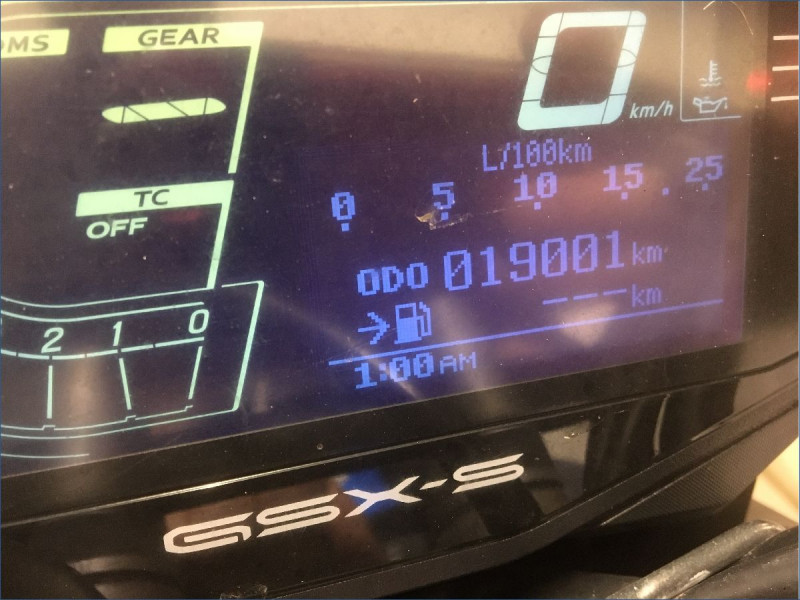 GEAR
0
km/h
TC
OFF
L/100km
0 5 10 15 . 25
ODO 019001 km
--- km
2 1 0
1:00 AM
GSX-S